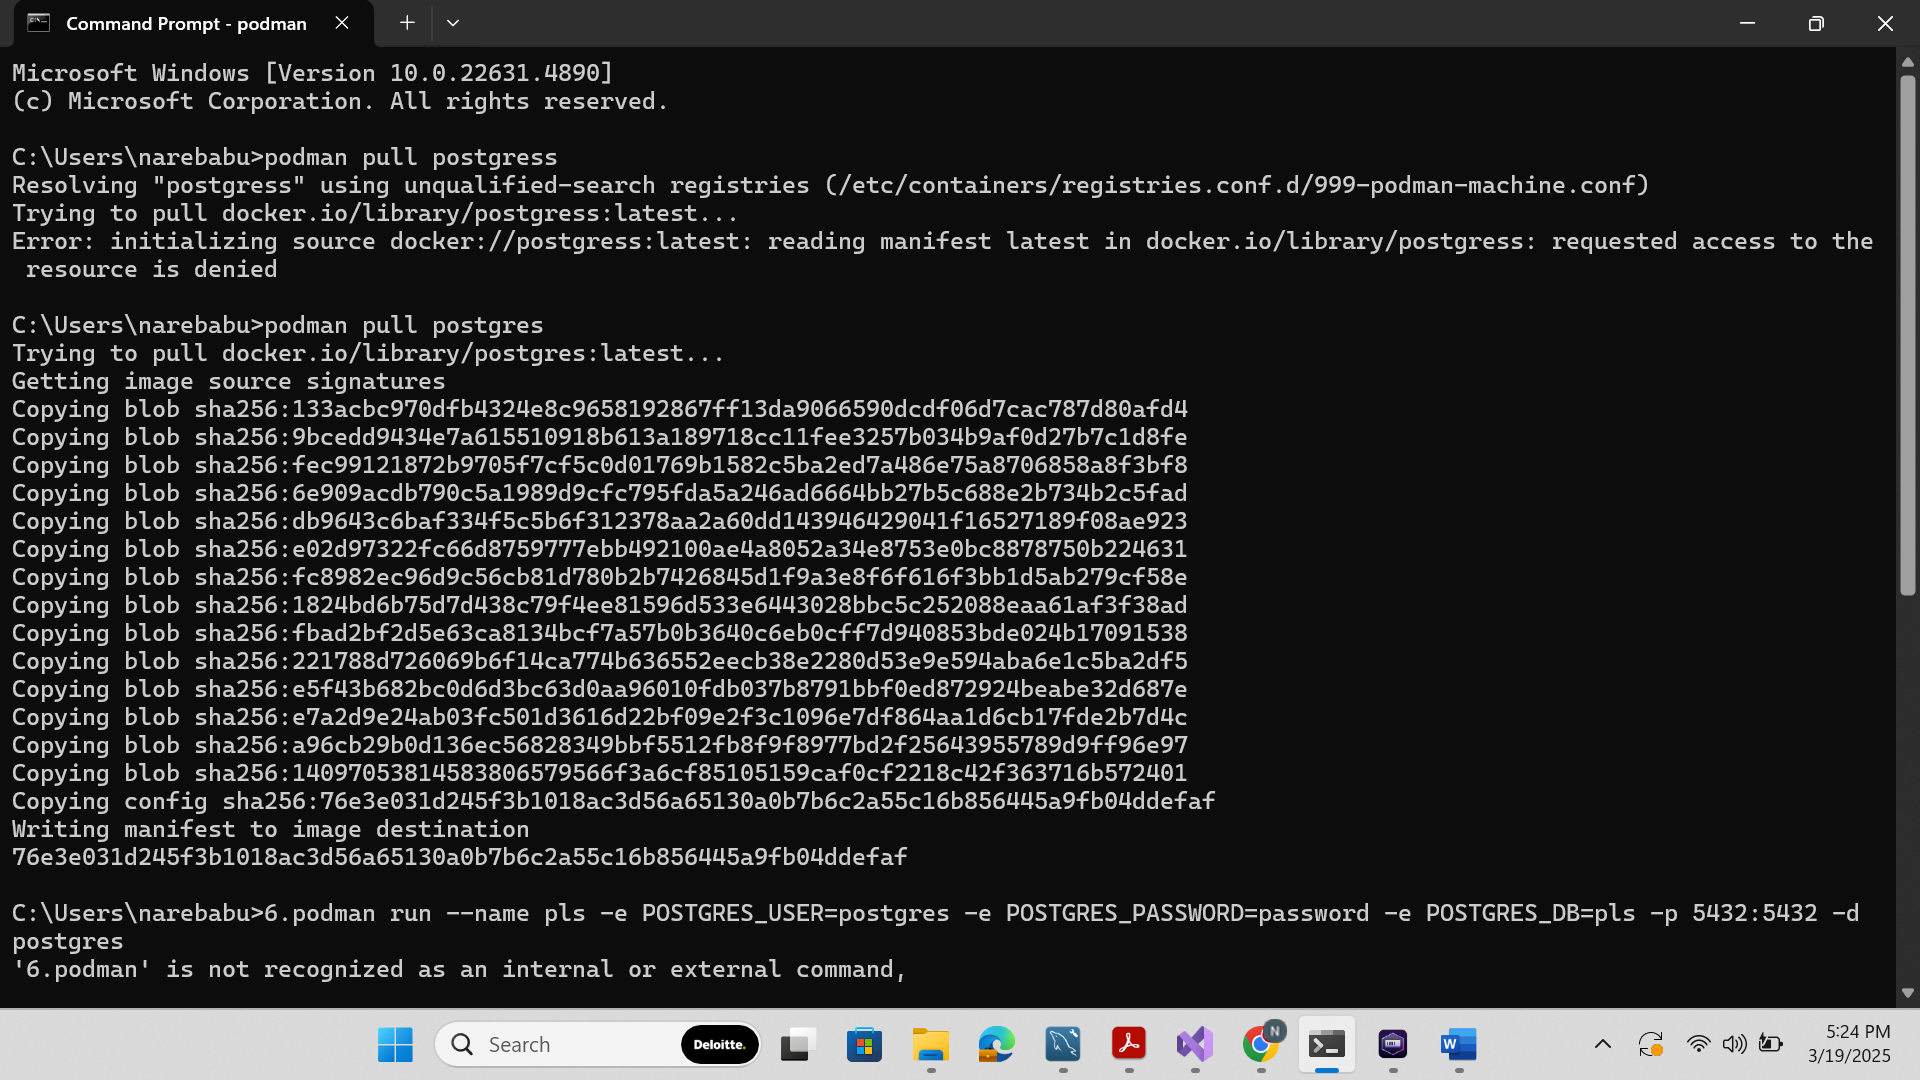 Command Prompt - podman
Microsoft Windows [Version 10.0.22631.4890]
(c) Microsoft Corporation. All rights reserved.
C:\Users\narebabu>podman pull postgress
Resolving "postgress" using unqualified-search registries (/etc/containers/registries.conf.d/999-podman-machine.conf)
Trying to pull docker.io/library/postgress:latest...
Error: initializing source docker://postgress:latest: reading manifest latest in docker.io/library/postgress: requested access to the
 resource is denied
C:\Users\narebabu>podman pull postgres
Trying to pull docker.io/library/postgres:latest...
Getting image source signatures
Copying blob sha256:133acbc970dfb4324e8c9658192867ff13da9066590dcdf06d7cac787d80afd4
Copying blob sha256:9bcedd9434e7a615510918b613a189718cc11fee3257b034b9af0d27b7c1d8fe
Copying blob sha256:fec99121872b9705f7cf5c0d01769b1582c5ba2ed7a486e75a8706858a8f3bf8
Copying blob sha256:6e909acdb790c5a1989d9cfc795fda5a246ad6664bb27b5c688e2b734b2c5fad
Copying blob sha256:db9643c6baf334f5c5b6f312378aa2a60dd143946429041f16527189f08ae923
Copying blob sha256:e02d97322fc66d8759777ebb492100ae4a8052a34e8753e0bc8878750b224631
Copying blob sha256:fc8982ec96d9c56cb81d780b2b7426845d1f9a3e8f6f616f3bb1d5ab279cf58e
Copying blob sha256:1824bd6b75d7d438c79f4ee81596d533e6443028bbc5c252088eaa61af3f38ad
Copying blob sha256:fbad2bf2d5e63ca8134bcf7a57b0b3640c6eb0cff7d940853bde024b17091538
Copying blob sha256:221788d726069b6f14ca774b636552eecb38e2280d53e9e594aba6e1c5ba2df5
Copying blob sha256:e5f43b682bc0d6d3bc63d0aa96010fdb037b8791bbf0ed872924beabe32d687e
Copying blob sha256:e7a2d9e24ab03fc501d3616d22bf09e2f3c1096e7df864aa1d6cb17fde2b7d4c
Copying blob sha256:a96cb29b0d136ec56828349bbf5512fb8f9f8977bd2f25643955789d9ff96e97
Copying blob sha256:14097053814583806579566f3a6cf85105159caf0cf2218c42f363716b572401
Copying config sha256:76e3e031d245f3b1018ac3d56a65130a0b7b6c2a55c16b856445a9fb04ddefaf
Writing manifest to image destination
76e3e031d245f3b1018ac3d56a65130a0b7b6c2a55c16b856445a9fb04ddefaf
C:\Users\narebabu>6.podman run --name pls -e POSTGRES_USER=postgres -e POSTGRES_PASSWORD=password -e POSTGRES_DB=pls -p 5432:5432 -d
postgres
'6.podman' is not recognized as an internal or external command,
Search
Deloitte.
N
W
5:24 PM
3/19/2025